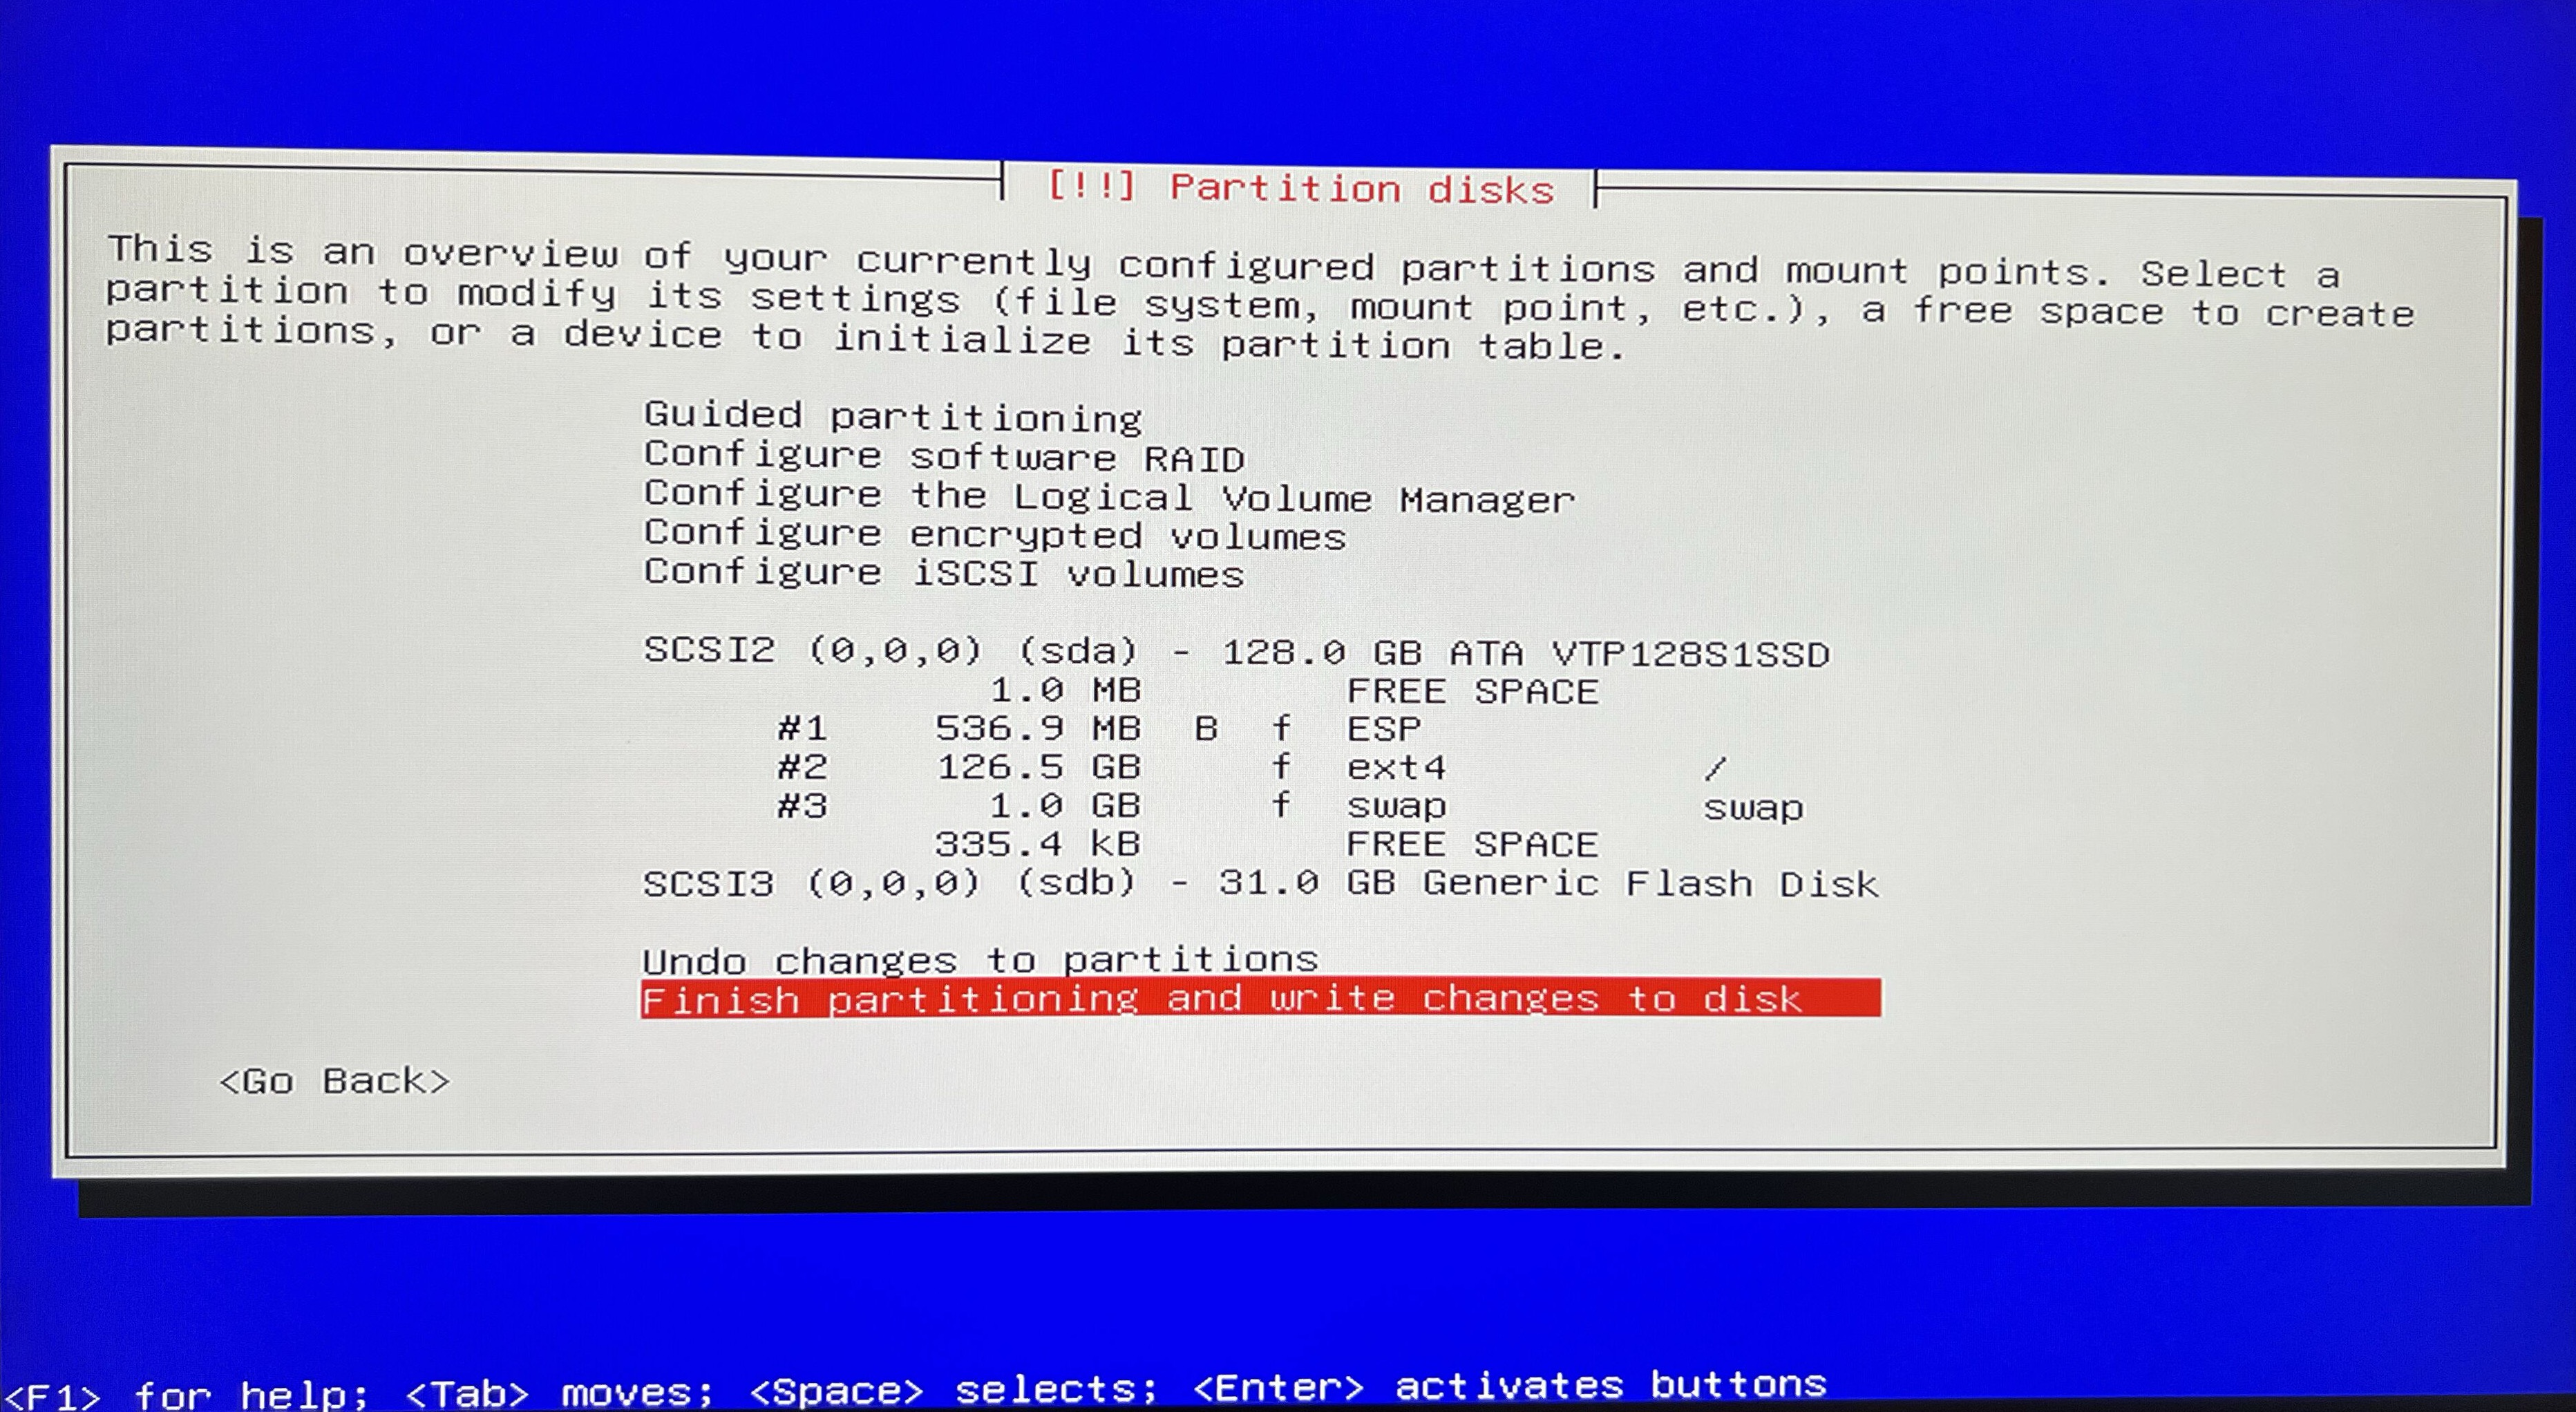 [!!] Partition disks
This is an overview of your currently configured partitions and mount points. Select a
partition to modify its settings (file system, mount point, etc.), a free space to create
partitions, or a device to initialize its partition table.
Guided partitioning
Configure software RAID
Configure the Logical Volume Manager
Configure encrypted volumes
Configure iSCSI volumes
SCSI2 (0,0,0) (sda) - 128.0 GB ATA VTP128S1SSD
1.0 MB FREE SPACE
#1 536.9 MB B f ESP
#2 126.5 GB f ext4 /
#3 1.0 GB f swap swap
335.4 kB FREE SPACE
SCSI3 (0,0,0) (sdb) - 31.0 GB Generic Flash Disk
Undo changes to partitions
Finish partitioning and write changes to disk
<Go Back>
<F1> for help; <Tab> moves; <Space> selects; <Enter> activates buttons